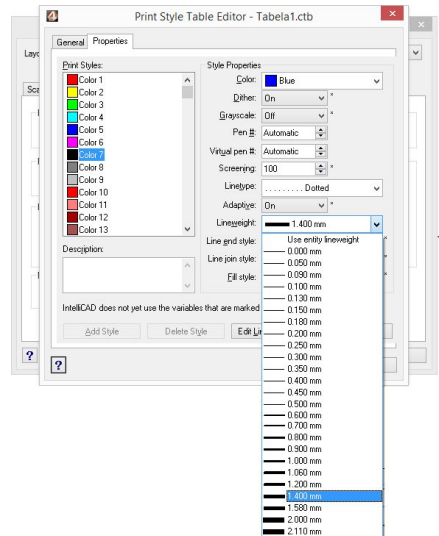 Print Style Table Editor - Tabela1.ctb
General
Properties
Print Styles:
Color 1
Color 2
Color 3
Color 4
Color 5
Color 6
Color 7
Color 8
Color 9
Color 10
Color 11
Color 12
Color 13
Description:
Style Properties
Color: Blue
Dither: On *
Grayscale: Off *
Pen #: Automatic
Virtual pen #: Automatic
Screening: 100 *
Linetype: . . . . . . . . . Dotted
Adaptive: On *
Lineweight: 1.400 mm
Line end style: *
Line join style: *
Fill style: *
Use entity lineweight
0.000 mm
0.050 mm
0.090 mm
0.100 mm
0.130 mm
0.150 mm
0.180 mm
0.200 mm
0.250 mm
0.300 mm
0.350 mm
0.400 mm
0.450 mm
0.500 mm
0.600 mm
0.700 mm
0.800 mm
0.900 mm
1.000 mm
1.060 mm
1.200 mm
1.400 mm
1.580 mm
2.000 mm
2.110 mm
IntelliCAD does not yet use the variables that are marked
Add Style
Delete Style
Edit
?
?